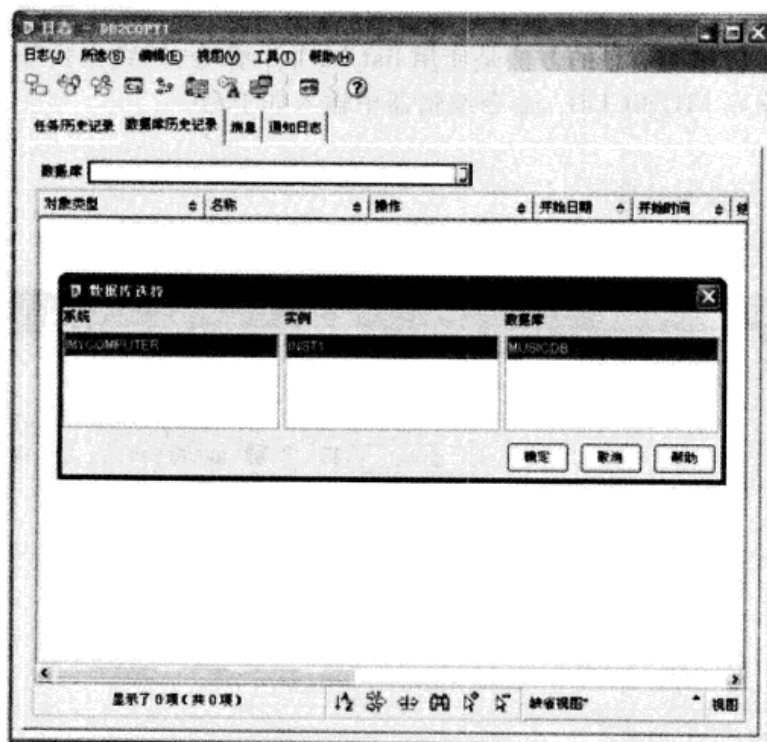 日志 - DB2COPY1
日志(J) 所选(S) 编辑(E) 视图(V) 工具(T) 帮助(H)
任务历史记录 数据库历史记录 消息 通知日志
数据库
对象类型 名称 操作 开始日期 开始时间 结
数据库选择
系统 实例 数据库
MYCOMPUTER INST1 MUSICDB
确定 取消 帮助
显示了 0 项(共 0 项) 缺省视图* 视图